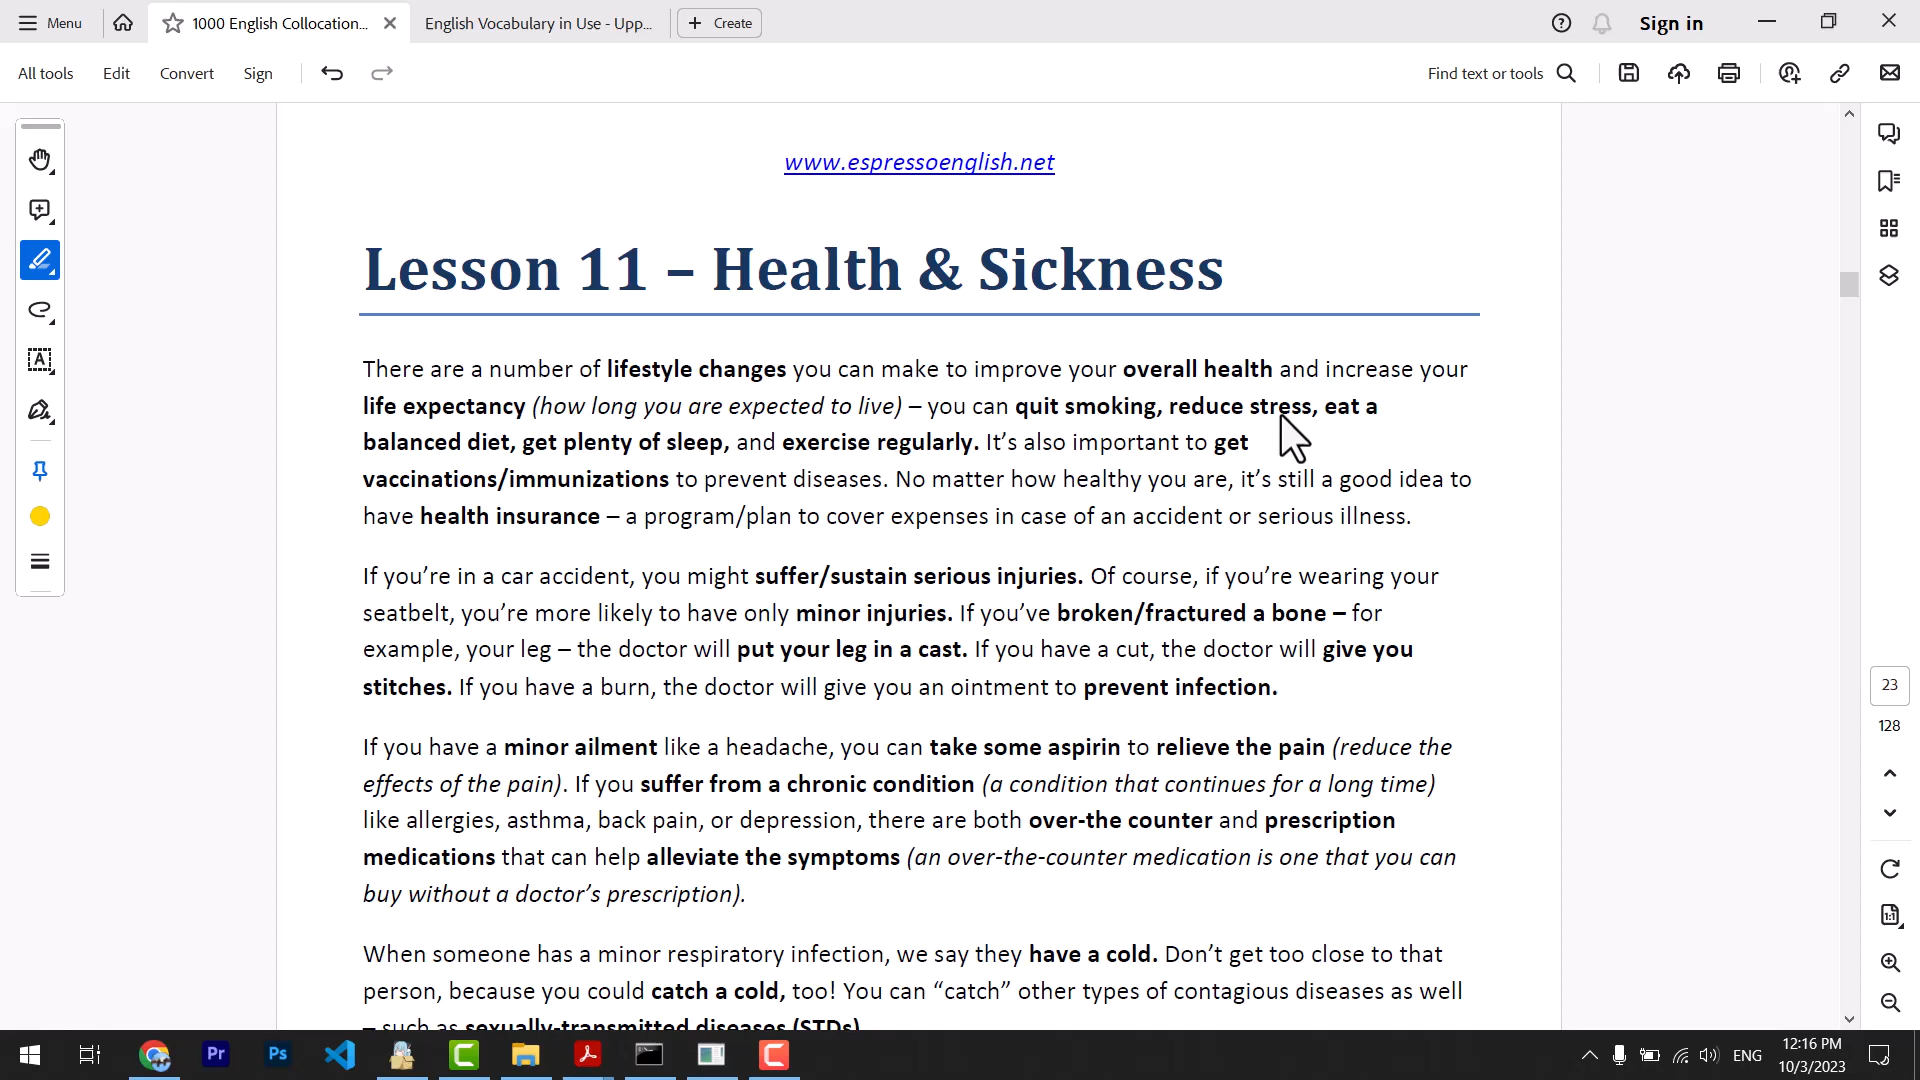 Menu
1000 English Collocation...
English Vocabulary in Use - Upp...
Create
Sign in
All tools
Edit
Convert
Sign
Find text or tools
www.espressoenglish.net
Lesson 11 – Health & Sickness
There are a number of lifestyle changes you can make to improve your overall health and increase your
life expectancy (how long you are expected to live) – you can quit smoking, reduce stress, eat a
balanced diet, get plenty of sleep, and exercise regularly. It’s also important to get
vaccinations/immunizations to prevent diseases. No matter how healthy you are, it’s still a good idea to
have health insurance – a program/plan to cover expenses in case of an accident or serious illness.
If you’re in a car accident, you might suffer/sustain serious injuries. Of course, if you’re wearing your
seatbelt, you’re more likely to have only minor injuries. If you’ve broken/fractured a bone – for
example, your leg – the doctor will put your leg in a cast. If you have a cut, the doctor will give you
stitches. If you have a burn, the doctor will give you an ointment to prevent infection.
If you have a minor ailment like a headache, you can take some aspirin to relieve the pain (reduce the
effects of the pain). If you suffer from a chronic condition (a condition that continues for a long time)
like allergies, asthma, back pain, or depression, there are both over-the counter and prescription
medications that can help alleviate the symptoms (an over-the-counter medication is one that you can
buy without a doctor’s prescription).
When someone has a minor respiratory infection, we say they have a cold. Don’t get too close to that
person, because you could catch a cold, too! You can “catch” other types of contagious diseases as well
– such as sexually-transmitted diseases (STDs)
23
128
Pr
Ps
ENG
12:16 PM
10/3/2023